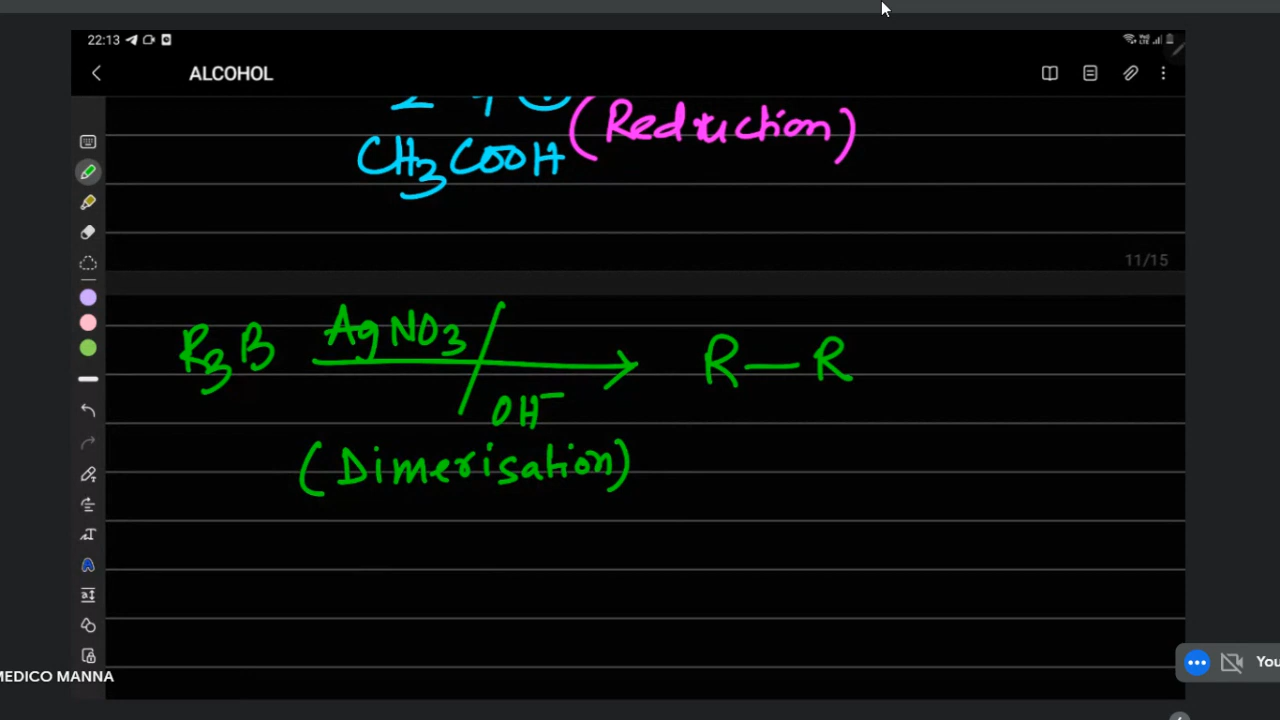 22:13
ALCOHOL
(Reduction)
CH3COOH
11/15
R3B AgNO3/OH- → R—R
(Dimerisation)
MEDICO MANNA
You